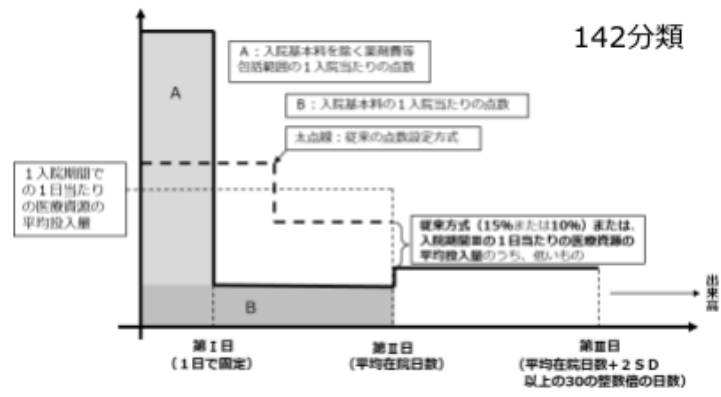 142分類
A：入院基本料を除く薬剤費等
包括範囲の１入院当たりの点数
A
B：入院基本料の１入院当たりの点数
太点線：従来の点数設定方式
１入院期間で
の１日当たり
の医療資源の
平均投入量
従来方式（15%または10%）または、
入院期間Ⅲの１日当たりの医療資源の
平均投入量のうち、低いもの
B
出来高
第Ⅰ日
（１日で固定）
第Ⅱ日
（平均在院日数）
第Ⅲ日
（平均在院日数+２ＳＤ
以上の30の整数倍の日数）